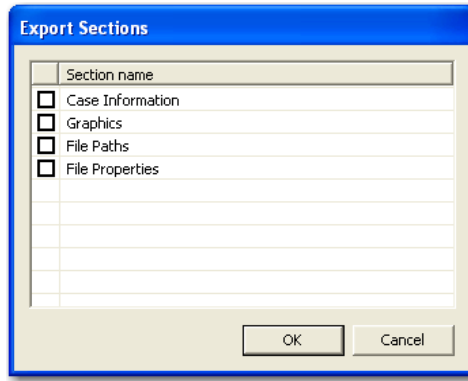 Export Sections
Section name
Case Information
Graphics
File Paths
File Properties
OK Cancel